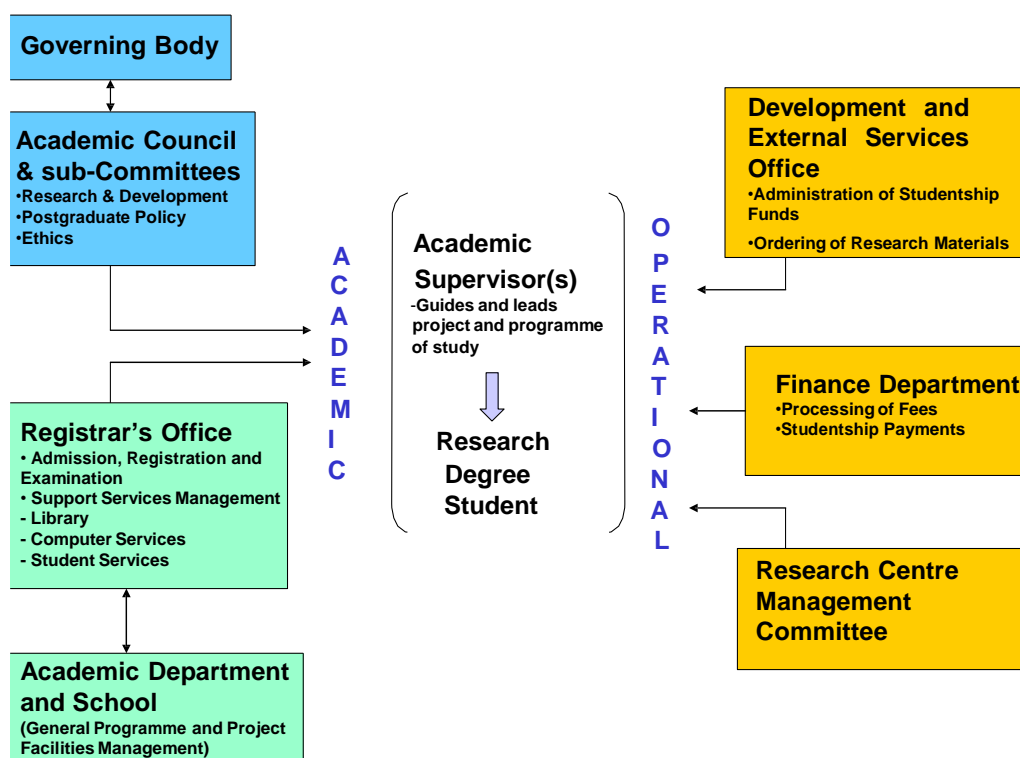 Governing Body
Academic Council
& sub-Committees
•Research & Development
•Postgraduate Policy
•Ethics
Registrar's Office
• Admission, Registration and
Examination
• Support Services Management
- Library
- Computer Services
- Student Services
Academic Department
and School
(General Programme and Project
Facilities Management)
ACADEMIC
Academic
Supervisor(s)
-Guides and leads
project and programme
of study
Research
Degree
Student
OPERATIONAL
Development and
External Services
Office
•Administration of Studentship
Funds
•Ordering of Research Materials
Finance Department
•Processing of Fees
•Studentship Payments
Research Centre
Management
Committee